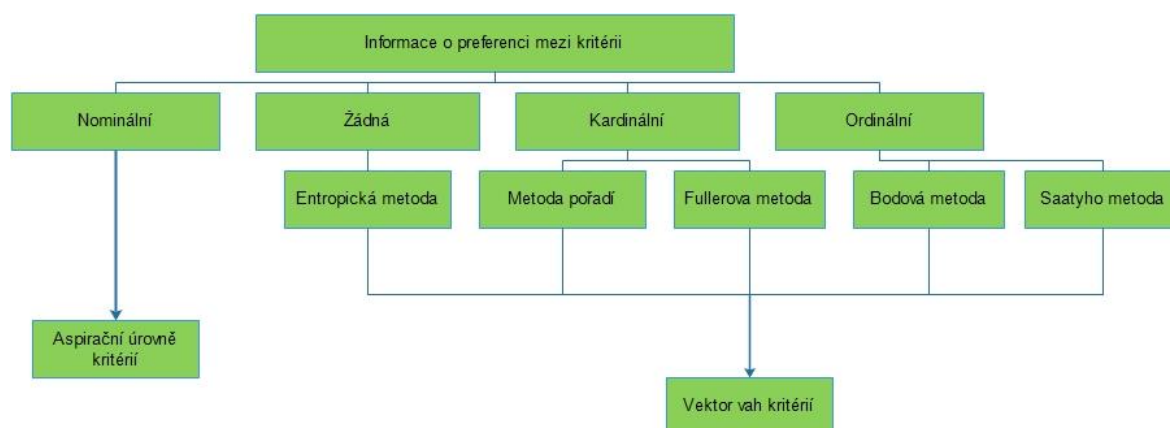 Informace o preferenci mezi kritérii
Nominální
Žádná
Kardinální
Ordinální
Entropická metoda
Metoda pořadí
Fullerova metoda
Bodová metoda
Saatyho metoda
Aspirační úrovně
kritérií
Vektor vah kritérií